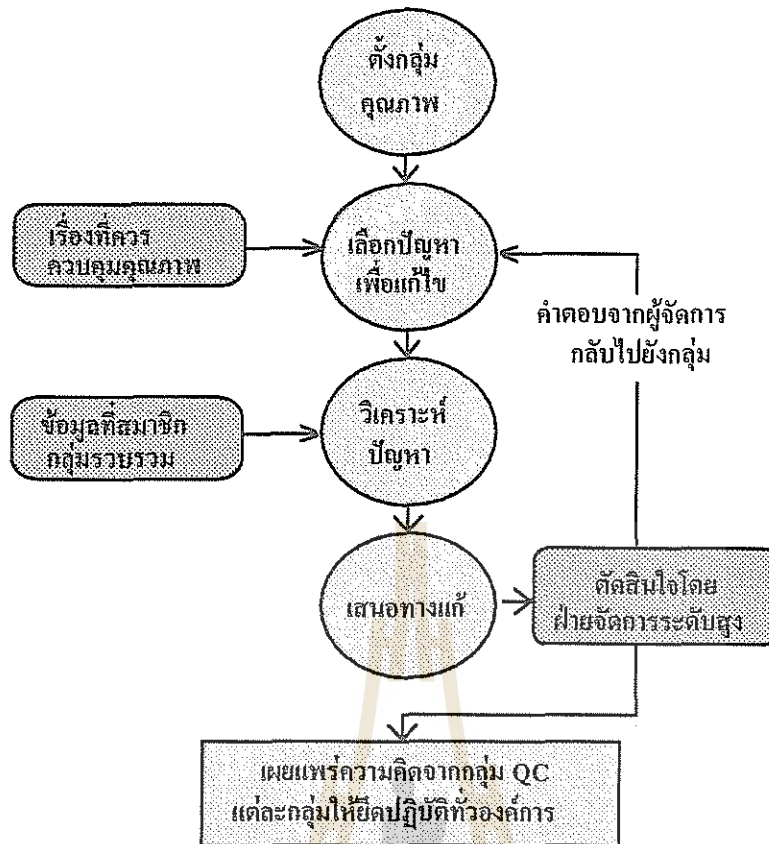 ตั้งกลุ่ม
คุณภาพ
เรื่องที่ควร
ควบคุมคุณภาพ
เลือกปัญหา
เพื่อแก้ไข
คำตอบจากผู้จัดการ
กลับไปยังกลุ่ม
ข้อมูลที่สมาชิก
กลุ่มรวบรวม
วิเคราะห์
ปัญหา
เสนอทางแก้
ตัดสินใจโดย
ฝ่ายจัดการระดับสูง
เผยแพร่ความคิดจากกลุ่ม QC
แต่ละกลุ่มให้ยึดปฏิบัติทั่วองค์การ